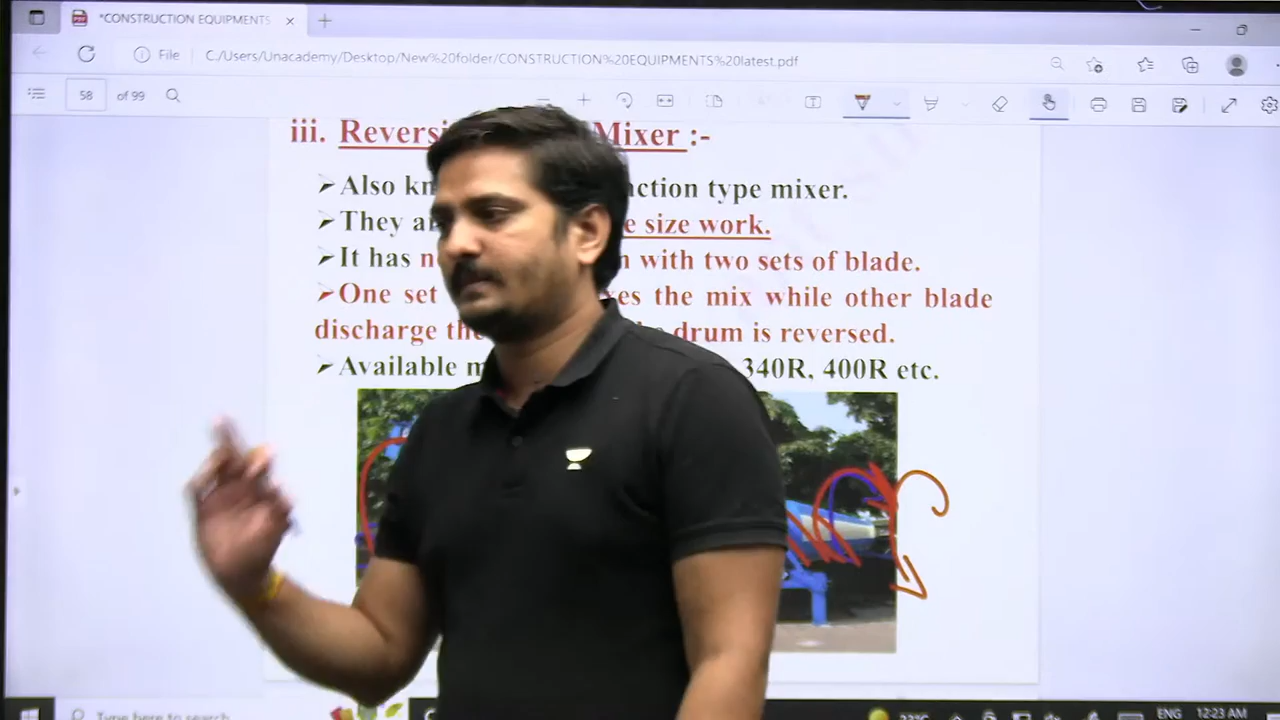 *CONSTRUCTION EQUIPMENTS
File C:/Users/Unacademy/Desktop/New%20folder/CONSTRUCTION%20EQUIPMENTS%20latest.pdf
58 of 99
iii. Reversi Mixer :-
Also kn action type mixer.
They a e size work.
It has with two sets of blade.
One set es the mix while other blade
discharge the drum is reversed.
Available 340R, 400R etc.
Type here to search ENG 12:23 AM